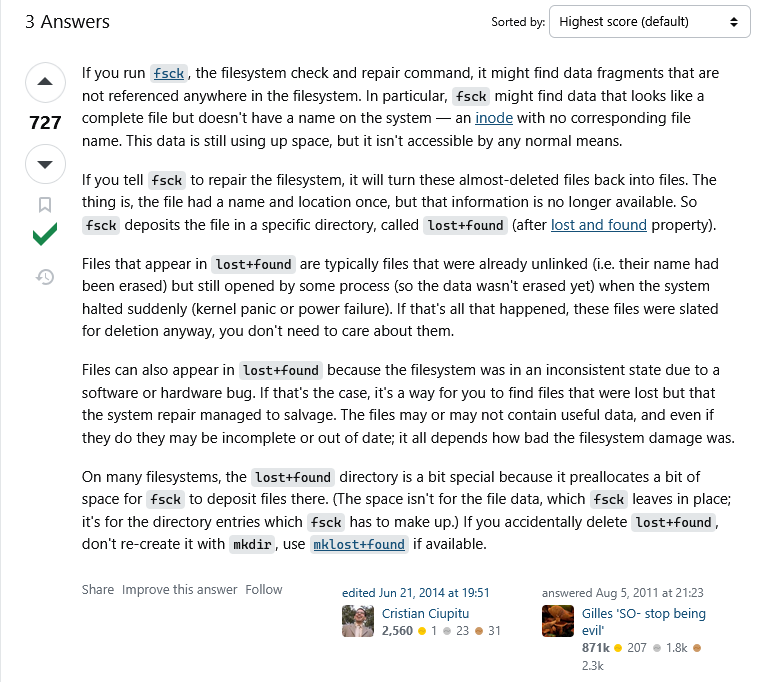 3 Answers
Sorted by:
Highest score (default)
If you run fsck, the filesystem check and repair command, it might find data fragments that are
not referenced anywhere in the filesystem. In particular, fsck might find data that looks like a
complete file but doesn't have a name on the system — an inode with no corresponding file
name. This data is still using up space, but it isn't accessible by any normal means.
727
If you tell fsck to repair the filesystem, it will turn these almost-deleted files back into files. The
thing is, the file had a name and location once, but that information is no longer available. So
fsck deposits the file in a specific directory, called lost+found (after lost and found property).
Files that appear in lost+found are typically files that were already unlinked (i.e. their name had
been erased) but still opened by some process (so the data wasn't erased yet) when the system
halted suddenly (kernel panic or power failure). If that's all that happened, these files were slated
for deletion anyway, you don't need to care about them.
Files can also appear in lost+found because the filesystem was in an inconsistent state due to a
software or hardware bug. If that's the case, it's a way for you to find files that were lost but that
the system repair managed to salvage. The files may or may not contain useful data, and even if
they do they may be incomplete or out of date; it all depends how bad the filesystem damage was.
On many filesystems, the lost+found directory is a bit special because it preallocates a bit of
space for fsck to deposit files there. (The space isn't for the file data, which fsck leaves in place;
it's for the directory entries which fsck has to make up.) If you accidentally delete lost+found,
don't re-create it with mkdir, use mklost+found if available.
Share Improve this answer Follow
edited Jun 21, 2014 at 19:51
Cristian Ciupitu
2,560 1 23 31
answered Aug 5, 2011 at 21:23
Gilles 'SO- stop being
evil'
871k 207 1.8k
2.3k